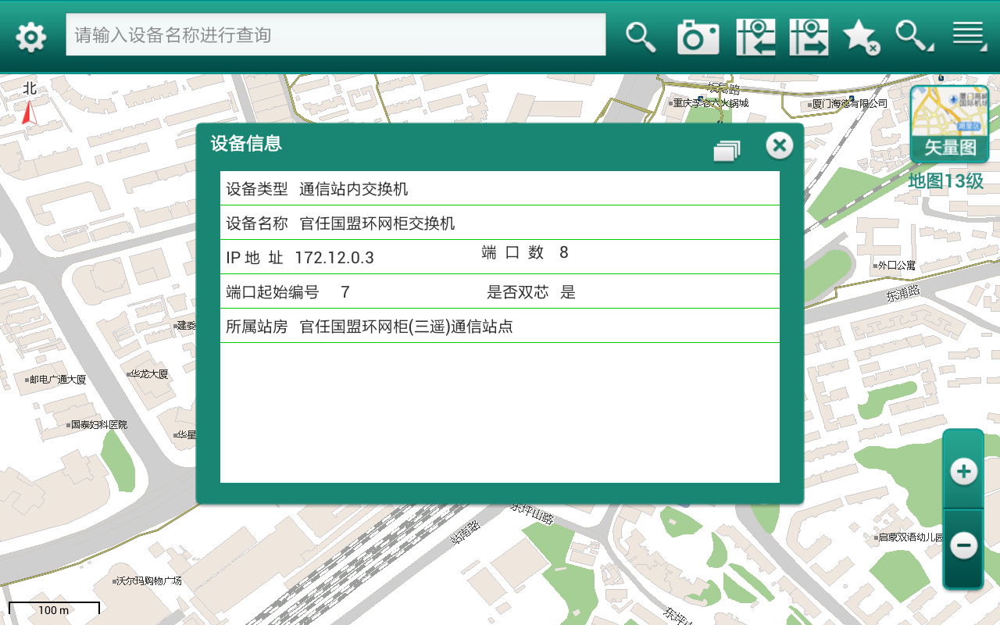 请输入设备名称进行查询
北
坂尾路
重庆李老六火锅城
厦门海莲有限公司
矢量图
地图13级
设备信息
设备类型 通信站内交换机
设备名称 官任国盟环网柜交换机
IP 地 址 172.12.0.3 端 口 数 8
端口起始编号 7 是否双芯 是
所属站房 官任国盟环网柜(三遥)通信站点
外口公寓
东浦路
建委
华龙大厦
邮电广通大厦
国泰妇科医院
华星
东坪山路
站南路
启蒙双语幼儿园
沃尔玛购物广场
100 m
东坪山